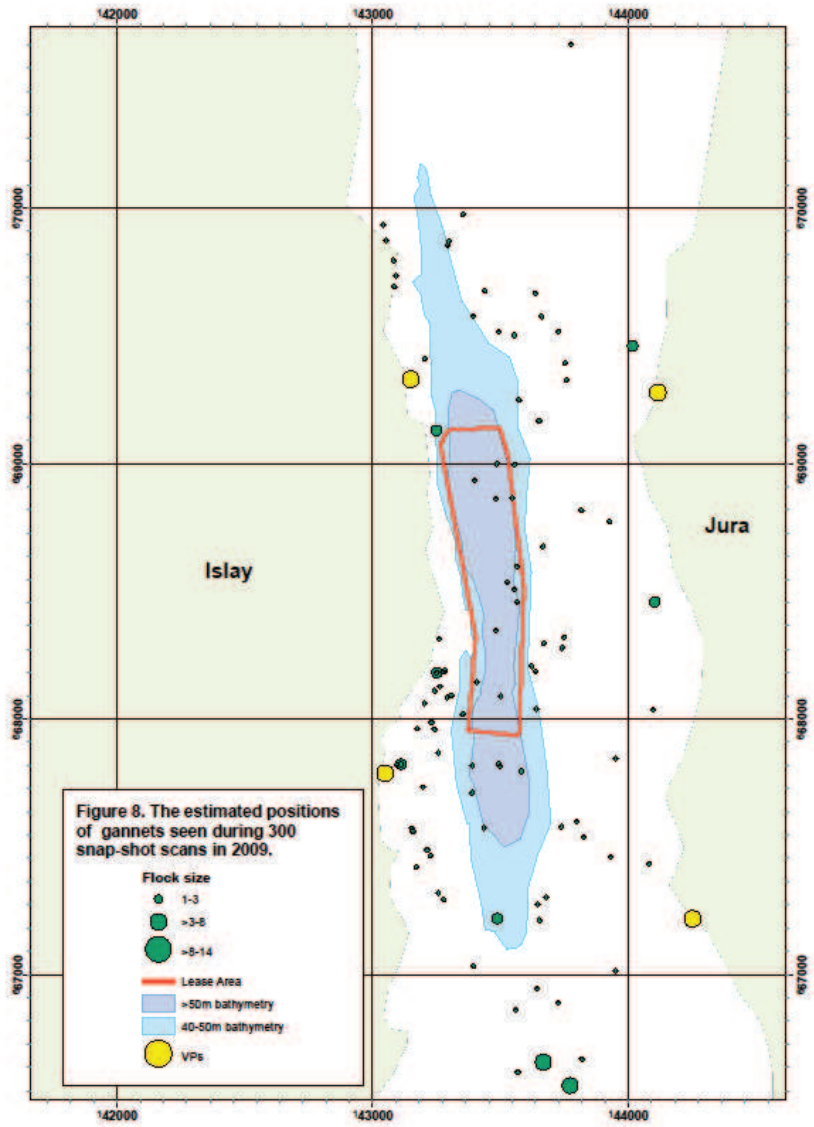 142000
143000
144000
670000
670000
669000
669000
Islay
Jura
668000
668000
Figure 8. The estimated positions
of gannets seen during 300
snap-shot scans in 2009.
Flock size
1-3
>3-8
>8-14
Lease Area
>50m bathymetry
40-50m bathymetry
VPs
667000
667000
142000
143000
144000